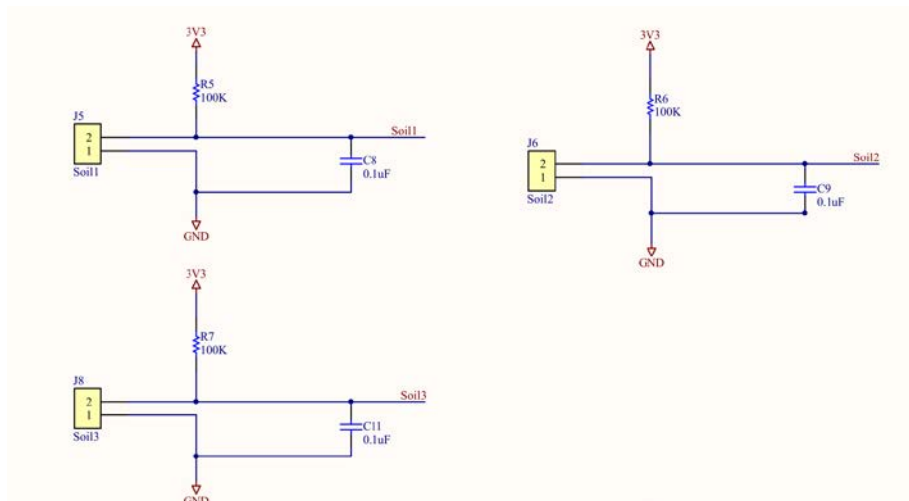 3V3
R5
100K
J5
2
1
Soil1
Soil1
C8
0.1uF
GND
3V3
R6
100K
J6
2
1
Soil2
Soil2
C9
0.1uF
GND
3V3
R7
100K
J8
2
1
Soil3
Soil3
C11
0.1uF
GND